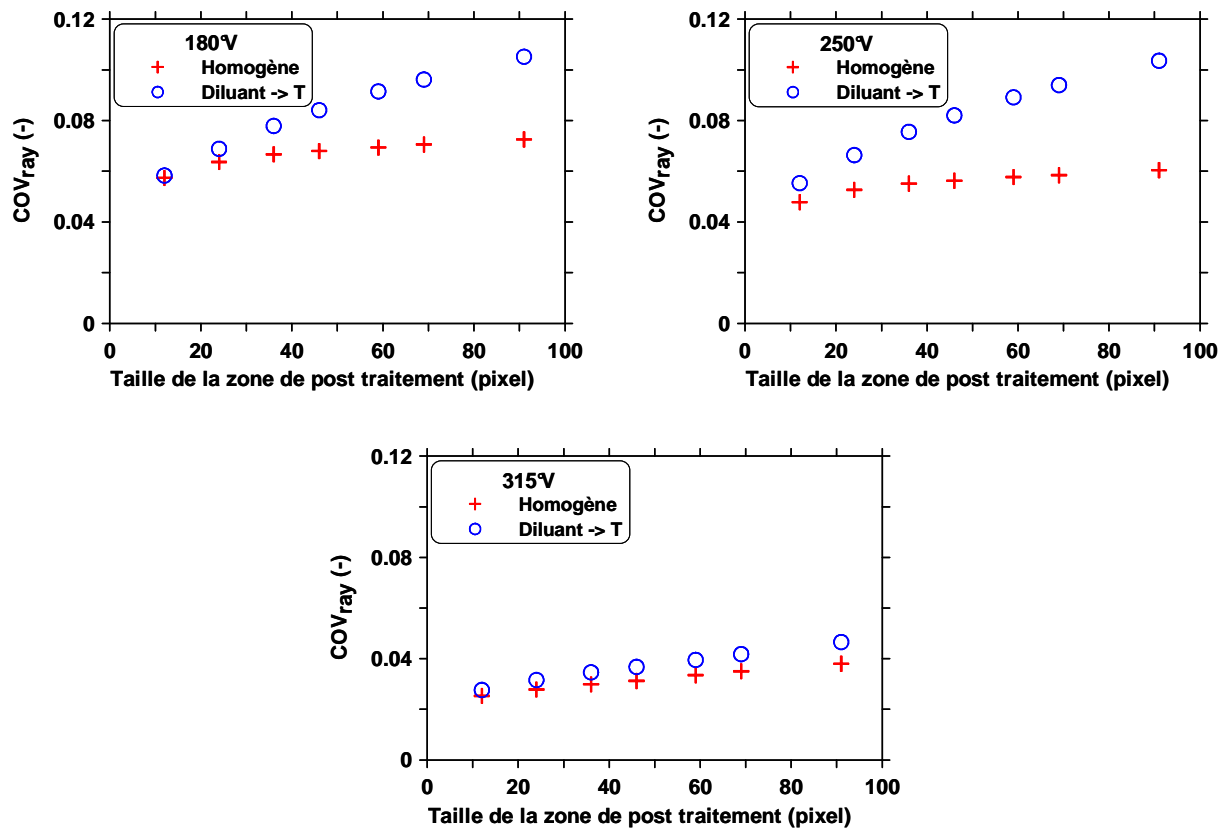 180°V
Homogène
Diluant -> T
COVray (-)
0.12
0.08
0.04
0
0 20 40 60 80 100
Taille de la zone de post traitement (pixel)
250°V
Homogène
Diluant -> T
COVray (-)
0.12
0.08
0.04
0
0 20 40 60 80 100
Taille de la zone de post traitement (pixel)
315°V
Homogène
Diluant -> T
COVray (-)
0.12
0.08
0.04
0
0 20 40 60 80 100
Taille de la zone de post traitement (pixel)